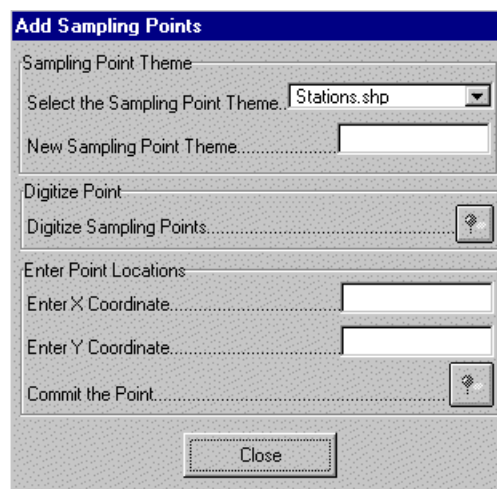 Add Sampling Points
Sampling Point Theme
Select the Sampling Point Theme.. Stations.shp
New Sampling Point Theme.....................
Digitize Point
Digitize Sampling Points.......................................................
Enter Point Locations
Enter X Coordinate...................................
Enter Y Coordinate...................................
Commit the Point............................................................
Close